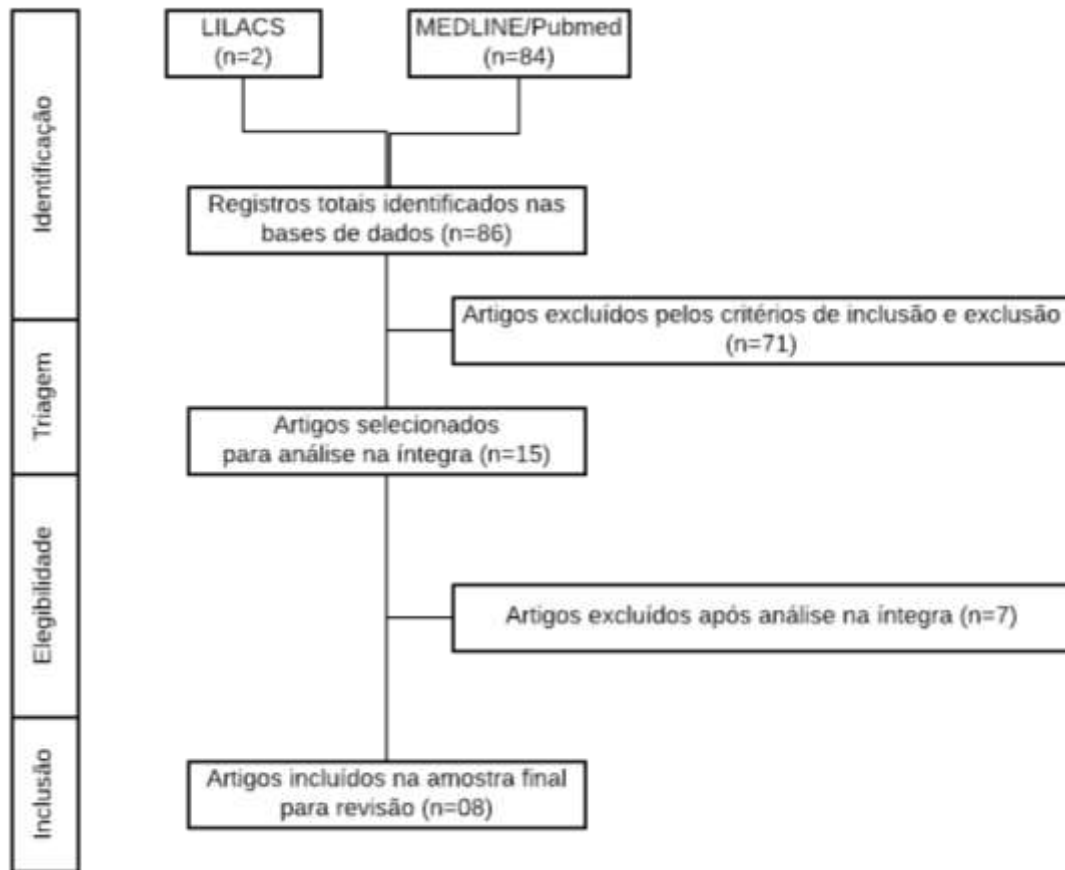 LILACS
(n=2)
MEDLINE/Pubmed
(n=84)
Identificação
Registros totais identificados nas
bases de dados (n=86)
Artigos excluídos pelos critérios de inclusão e exclusão
(n=71)
Triagem
Artigos selecionados
para análise na íntegra (n=15)
Elegibilidade
Artigos excluídos após análise na íntegra (n=7)
Inclusão
Artigos incluídos na amostra final
para revisão (n=08)